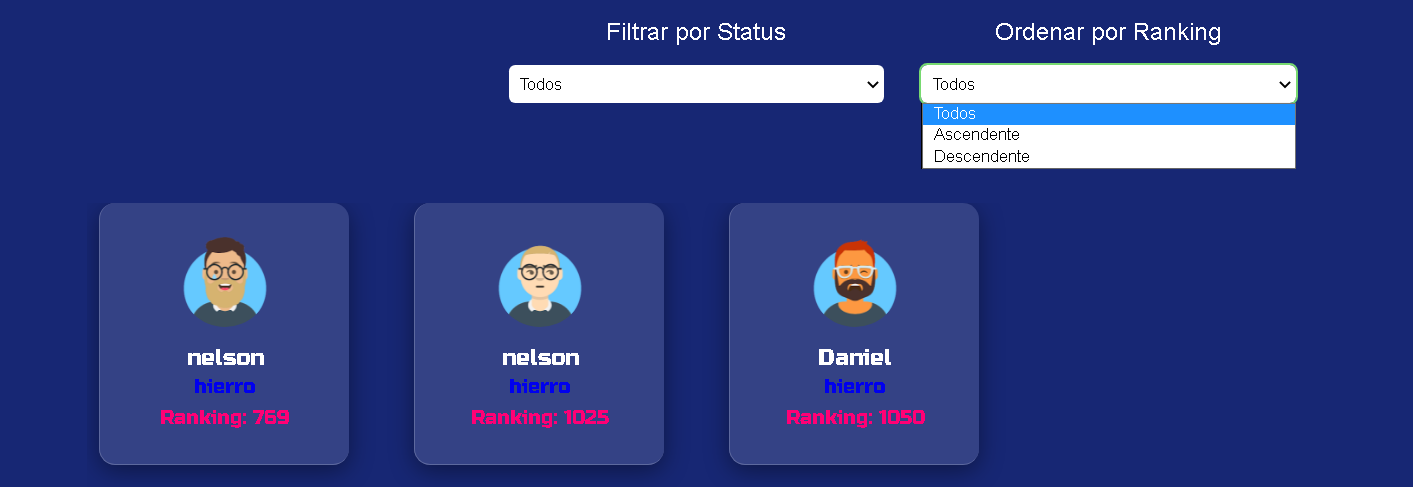 Filtrar por Status
Ordenar por Ranking
Todos
Todos
Todos
Ascendente
Descendente
nelson
hierro
Ranking: 769
nelson
hierro
Ranking: 1025
Daniel
hierro
Ranking: 1050